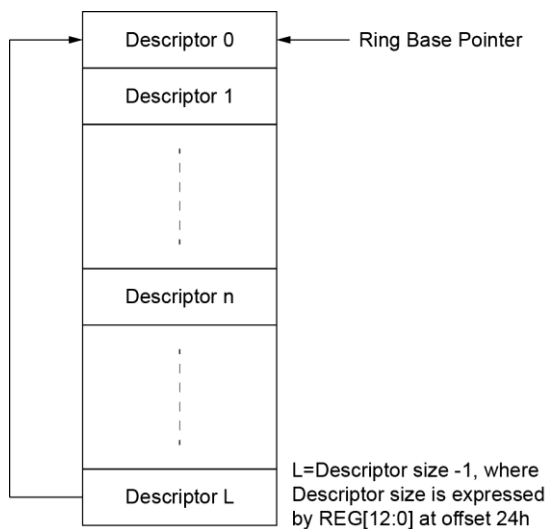 Descriptor 0
Ring Base Pointer
Descriptor 1
Descriptor n
Descriptor L
L=Descriptor size -1, where
Descriptor size is expressed
by REG[12:0] at offset 24h